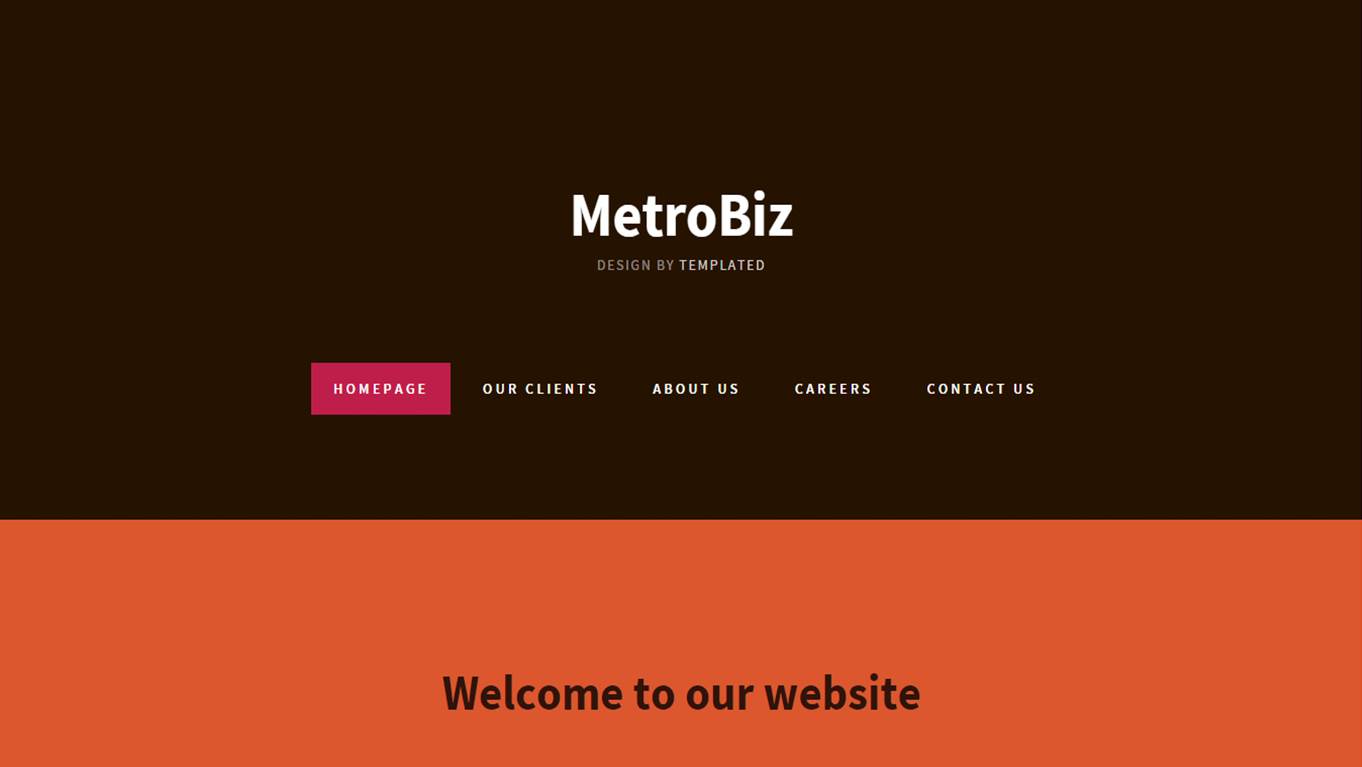 MetroBiz
DESIGN BY TEMPLATED
HOMEPAGE OUR CLIENTS ABOUT US CAREERS CONTACT US
Welcome to our website